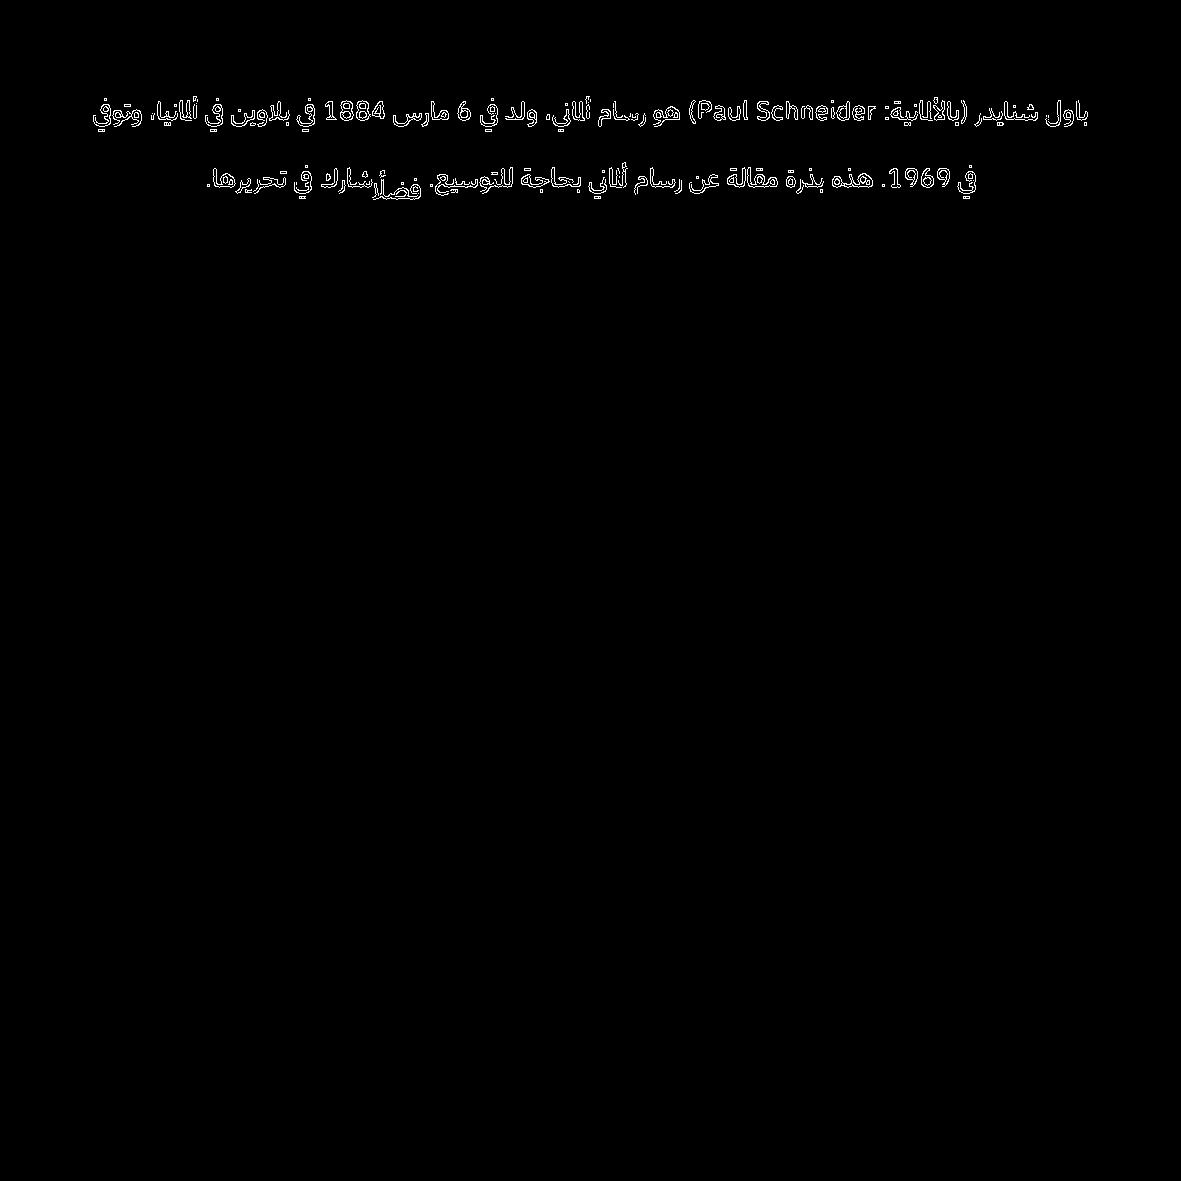 باول شنايدر (بالألمانية: Paul Schneider) هو رسام ألماني، ولد في 6 مارس 1884 في بلاوين في ألمانيا، وتوفي
في 1969. هذه بذرة مقالة عن رسام ألماني بحاجة للتوسيع. فضلًا شارك في تحريرها.